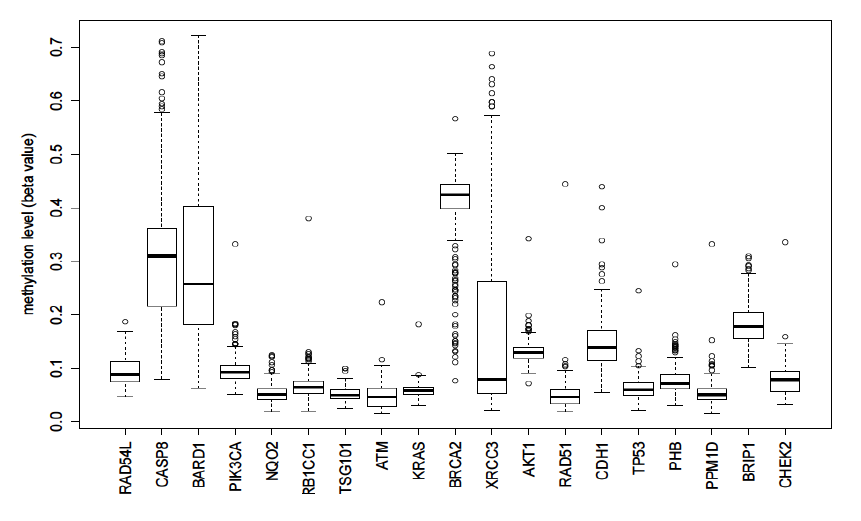 methylation level (beta value)
0.7
0.6
0.5
0.4
0.3
0.2
0.1
0.0
RAD54L
CASP8
BARD1
PIK3CA
NQO2
RB1CC1
TSG101
ATM
KRAS
BRCA2
XRCC3
AKT1
RAD51
CDH1
TP53
PHB
PPM1D
BRIP1
CHEK2